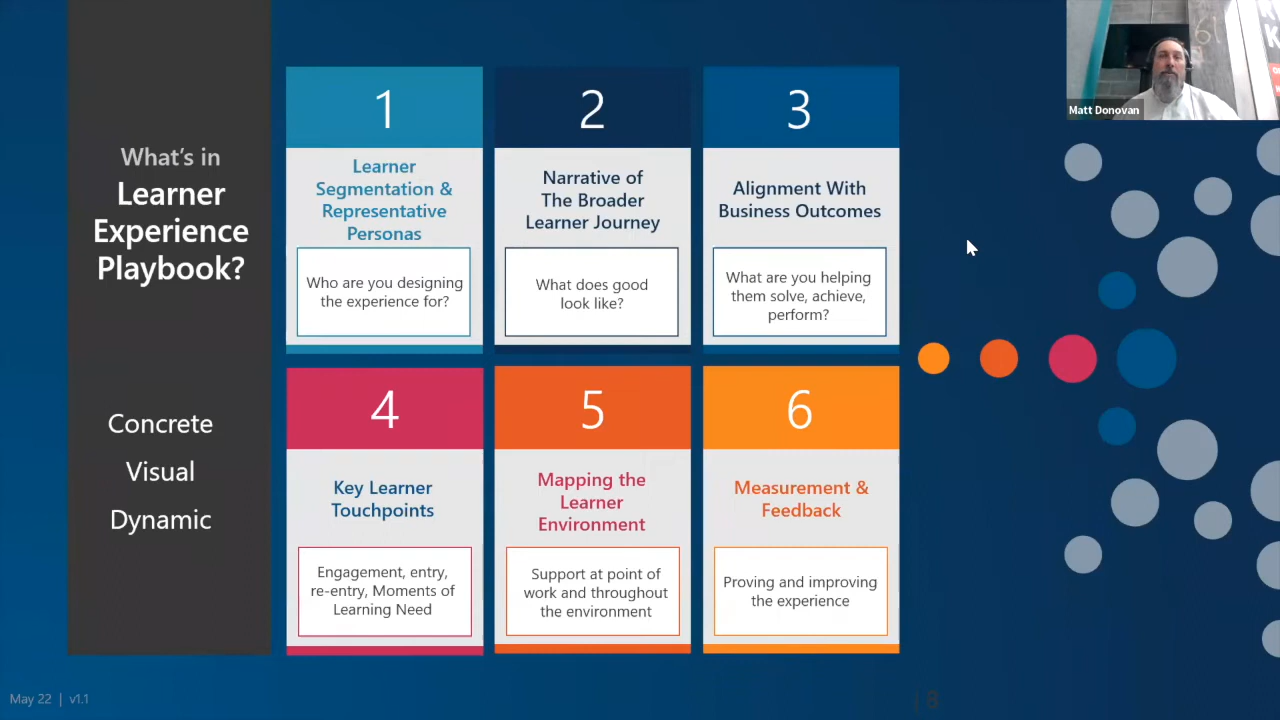 What's in
Learner
Experience
Playbook?
Concrete
Visual
Dynamic
1
Learner
Segmentation &
Representative
Personas
Who are you designing
the experience for?
2
Narrative of
The Broader
Learner Journey
What does good
look like?
3
Alignment With
Business Outcomes
What are you helping
them solve, achieve,
perform?
4
Key Learner
Touchpoints
Engagement, entry,
re-entry, Moments of
Learning Need
5
Mapping the
Learner
Environment
Support at point of
work and throughout
the environment
6
Measurement &
Feedback
Proving and improving
the experience
Matt Donovan
May 22 | v1.1